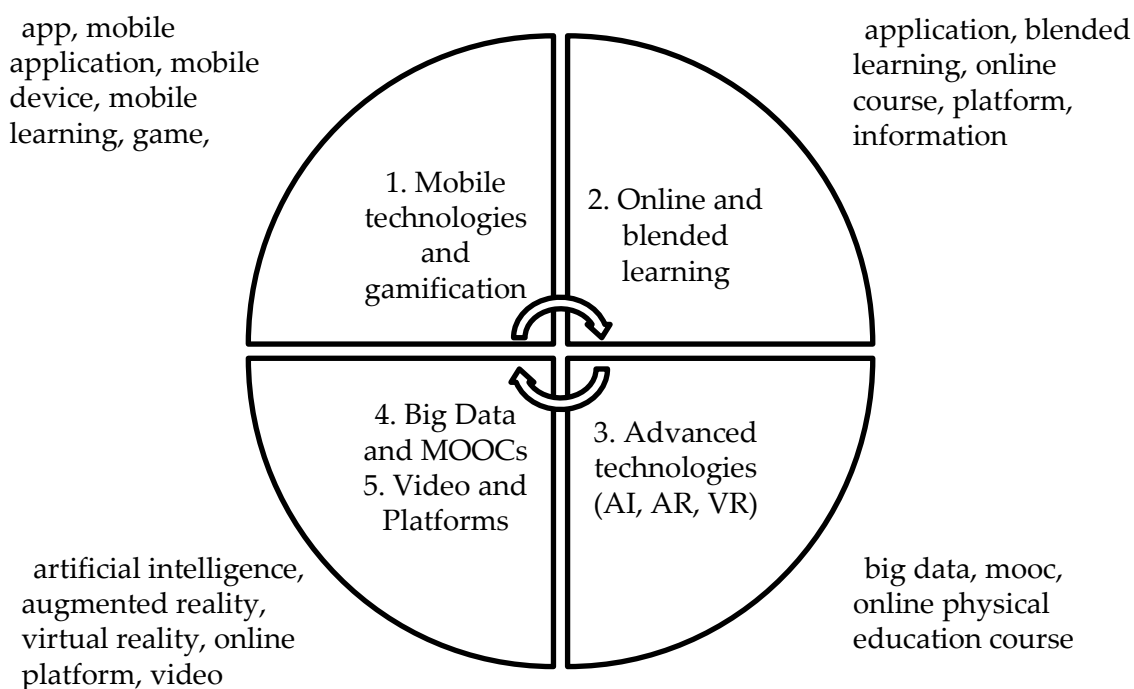 app, mobile
application, mobile
device, mobile
learning, game,
application, blended
learning, online
course, platform,
information
1. Mobile
technologies
and
gamification
2. Online and
blended
learning
4. Big Data
and MOOCs
5. Video and
Platforms
3. Advanced
technologies
(AI, AR, VR)
artificial intelligence,
augmented reality,
virtual reality, online
platform, video
big data, mooc,
online physical
education course